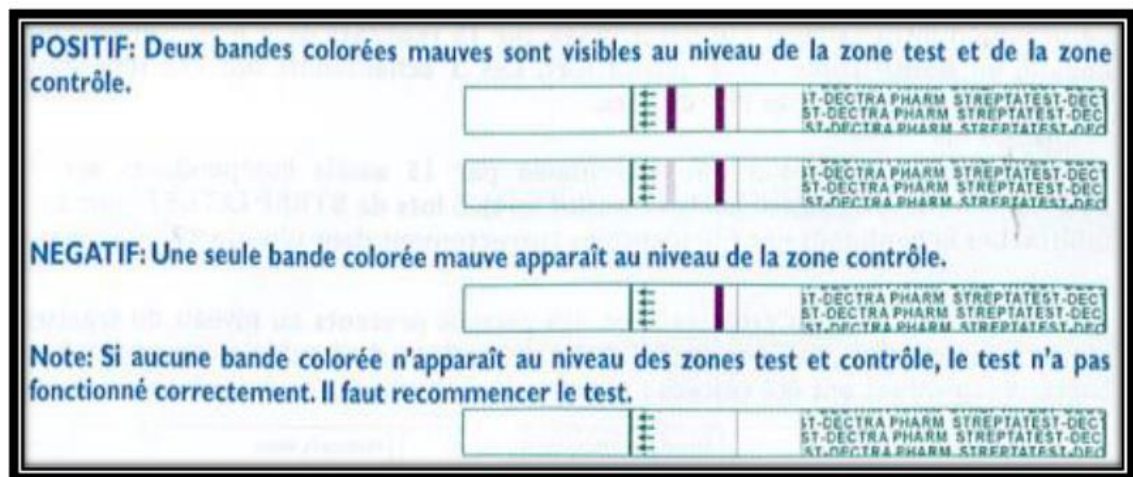 POSITIF: Deux bandes colorées mauves sont visibles au niveau de la zone test et de la zone
contrôle.
ST-DECTRA PHARM STREPTATEST-DECT
ST-DECTRA PHARM STREPTATEST-DEC
ST-DECTRA PHARM STREPTATEST-DEC
ST-DECTRA PHARM STREPTATEST-DECT
ST-DECTRA PHARM STREPTATEST-DEC
ST-DECTRA PHARM STREPTATEST-DEC
NEGATIF: Une seule bande colorée mauve apparaît au niveau de la zone contrôle.
ST-DECTRA PHARM STREPTATEST-DECT
ST-DECTRA PHARM STREPTATEST-DEC
ST-DECTRA PHARM STREPTATEST-DEC
Note: Si aucune bande colorée n'apparaît au niveau des zones test et contrôle, le test n'a pas
fonctionné correctement. Il faut recommencer le test.
ST-DECTRA PHARM STREPTATEST-DECT
ST-DECTRA PHARM STREPTATEST-DEC
ST-DECTRA PHARM STREPTATEST-DEC